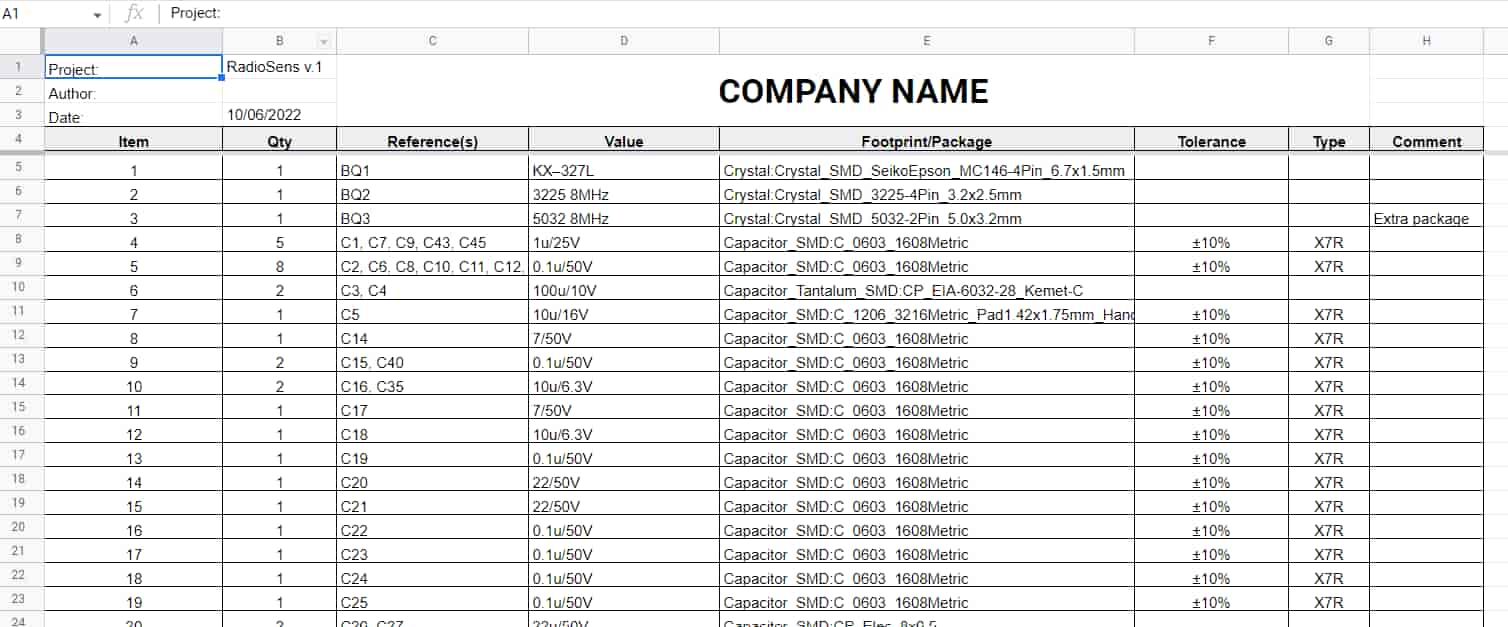 A1 fx Project:
A B C D E F G H
1 Project: RadioSens v.1
COMPANY NAME
2 Author:
3 Date: 10/06/2022
4 Item Qty Reference(s) Value Footprint/Package Tolerance Type Comment
5 1 1 BQ1 KX–327L Crystal:Crystal_SMD_SeikoEpson_MC146-4Pin_6.7x1.5mm
6 2 1 BQ2 3225 8MHz Crystal:Crystal_SMD_3225-4Pin_3.2x2.5mm
7 3 1 BQ3 5032 8MHz Crystal:Crystal_SMD_5032-2Pin_5.0x3.2mm Extra package
8 4 5 C1, C7, C9, C43, C45 1u/25V Capacitor_SMD:C_0603_1608Metric ±10% X7R
9 5 8 C2, C6, C8, C10, C11, C12, 0.1u/50V Capacitor_SMD:C_0603_1608Metric ±10% X7R
10 6 2 C3, C4 100u/10V Capacitor_Tantalum_SMD:CP_EIA-6032-28_Kemet-C
11 7 1 C5 10u/16V Capacitor_SMD:C_1206_3216Metric_Pad1.42x1.75mm_Hand ±10% X7R
12 8 1 C14 7/50V Capacitor_SMD:C_0603_1608Metric ±10% X7R
13 9 2 C15, C40 0.1u/50V Capacitor_SMD:C_0603_1608Metric ±10% X7R
14 10 2 C16, C35 10u/6.3V Capacitor_SMD:C_0603_1608Metric ±10% X7R
15 11 1 C17 7/50V Capacitor_SMD:C_0603_1608Metric ±10% X7R
16 12 1 C18 10u/6.3V Capacitor_SMD:C_0603_1608Metric ±10% X7R
17 13 1 C19 0.1u/50V Capacitor_SMD:C_0603_1608Metric ±10% X7R
18 14 1 C20 22/50V Capacitor_SMD:C_0603_1608Metric ±10% X7R
19 15 1 C21 22/50V Capacitor_SMD:C_0603_1608Metric ±10% X7R
20 16 1 C22 0.1u/50V Capacitor_SMD:C_0603_1608Metric ±10% X7R
21 17 1 C23 0.1u/50V Capacitor_SMD:C_0603_1608Metric ±10% X7R
22 18 1 C24 0.1u/50V Capacitor_SMD:C_0603_1608Metric ±10% X7R
23 19 1 C25 0.1u/50V Capacitor_SMD:C_0603_1608Metric ±10% X7R
24 20 2